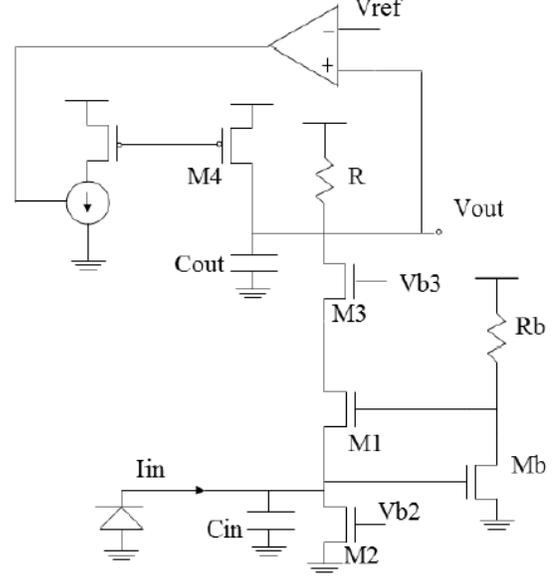 Vref
−
+
M4
R
Vout
Cout
Vb3
M3
Rb
M1
Mb
Iin
Vb2
Cin
M2